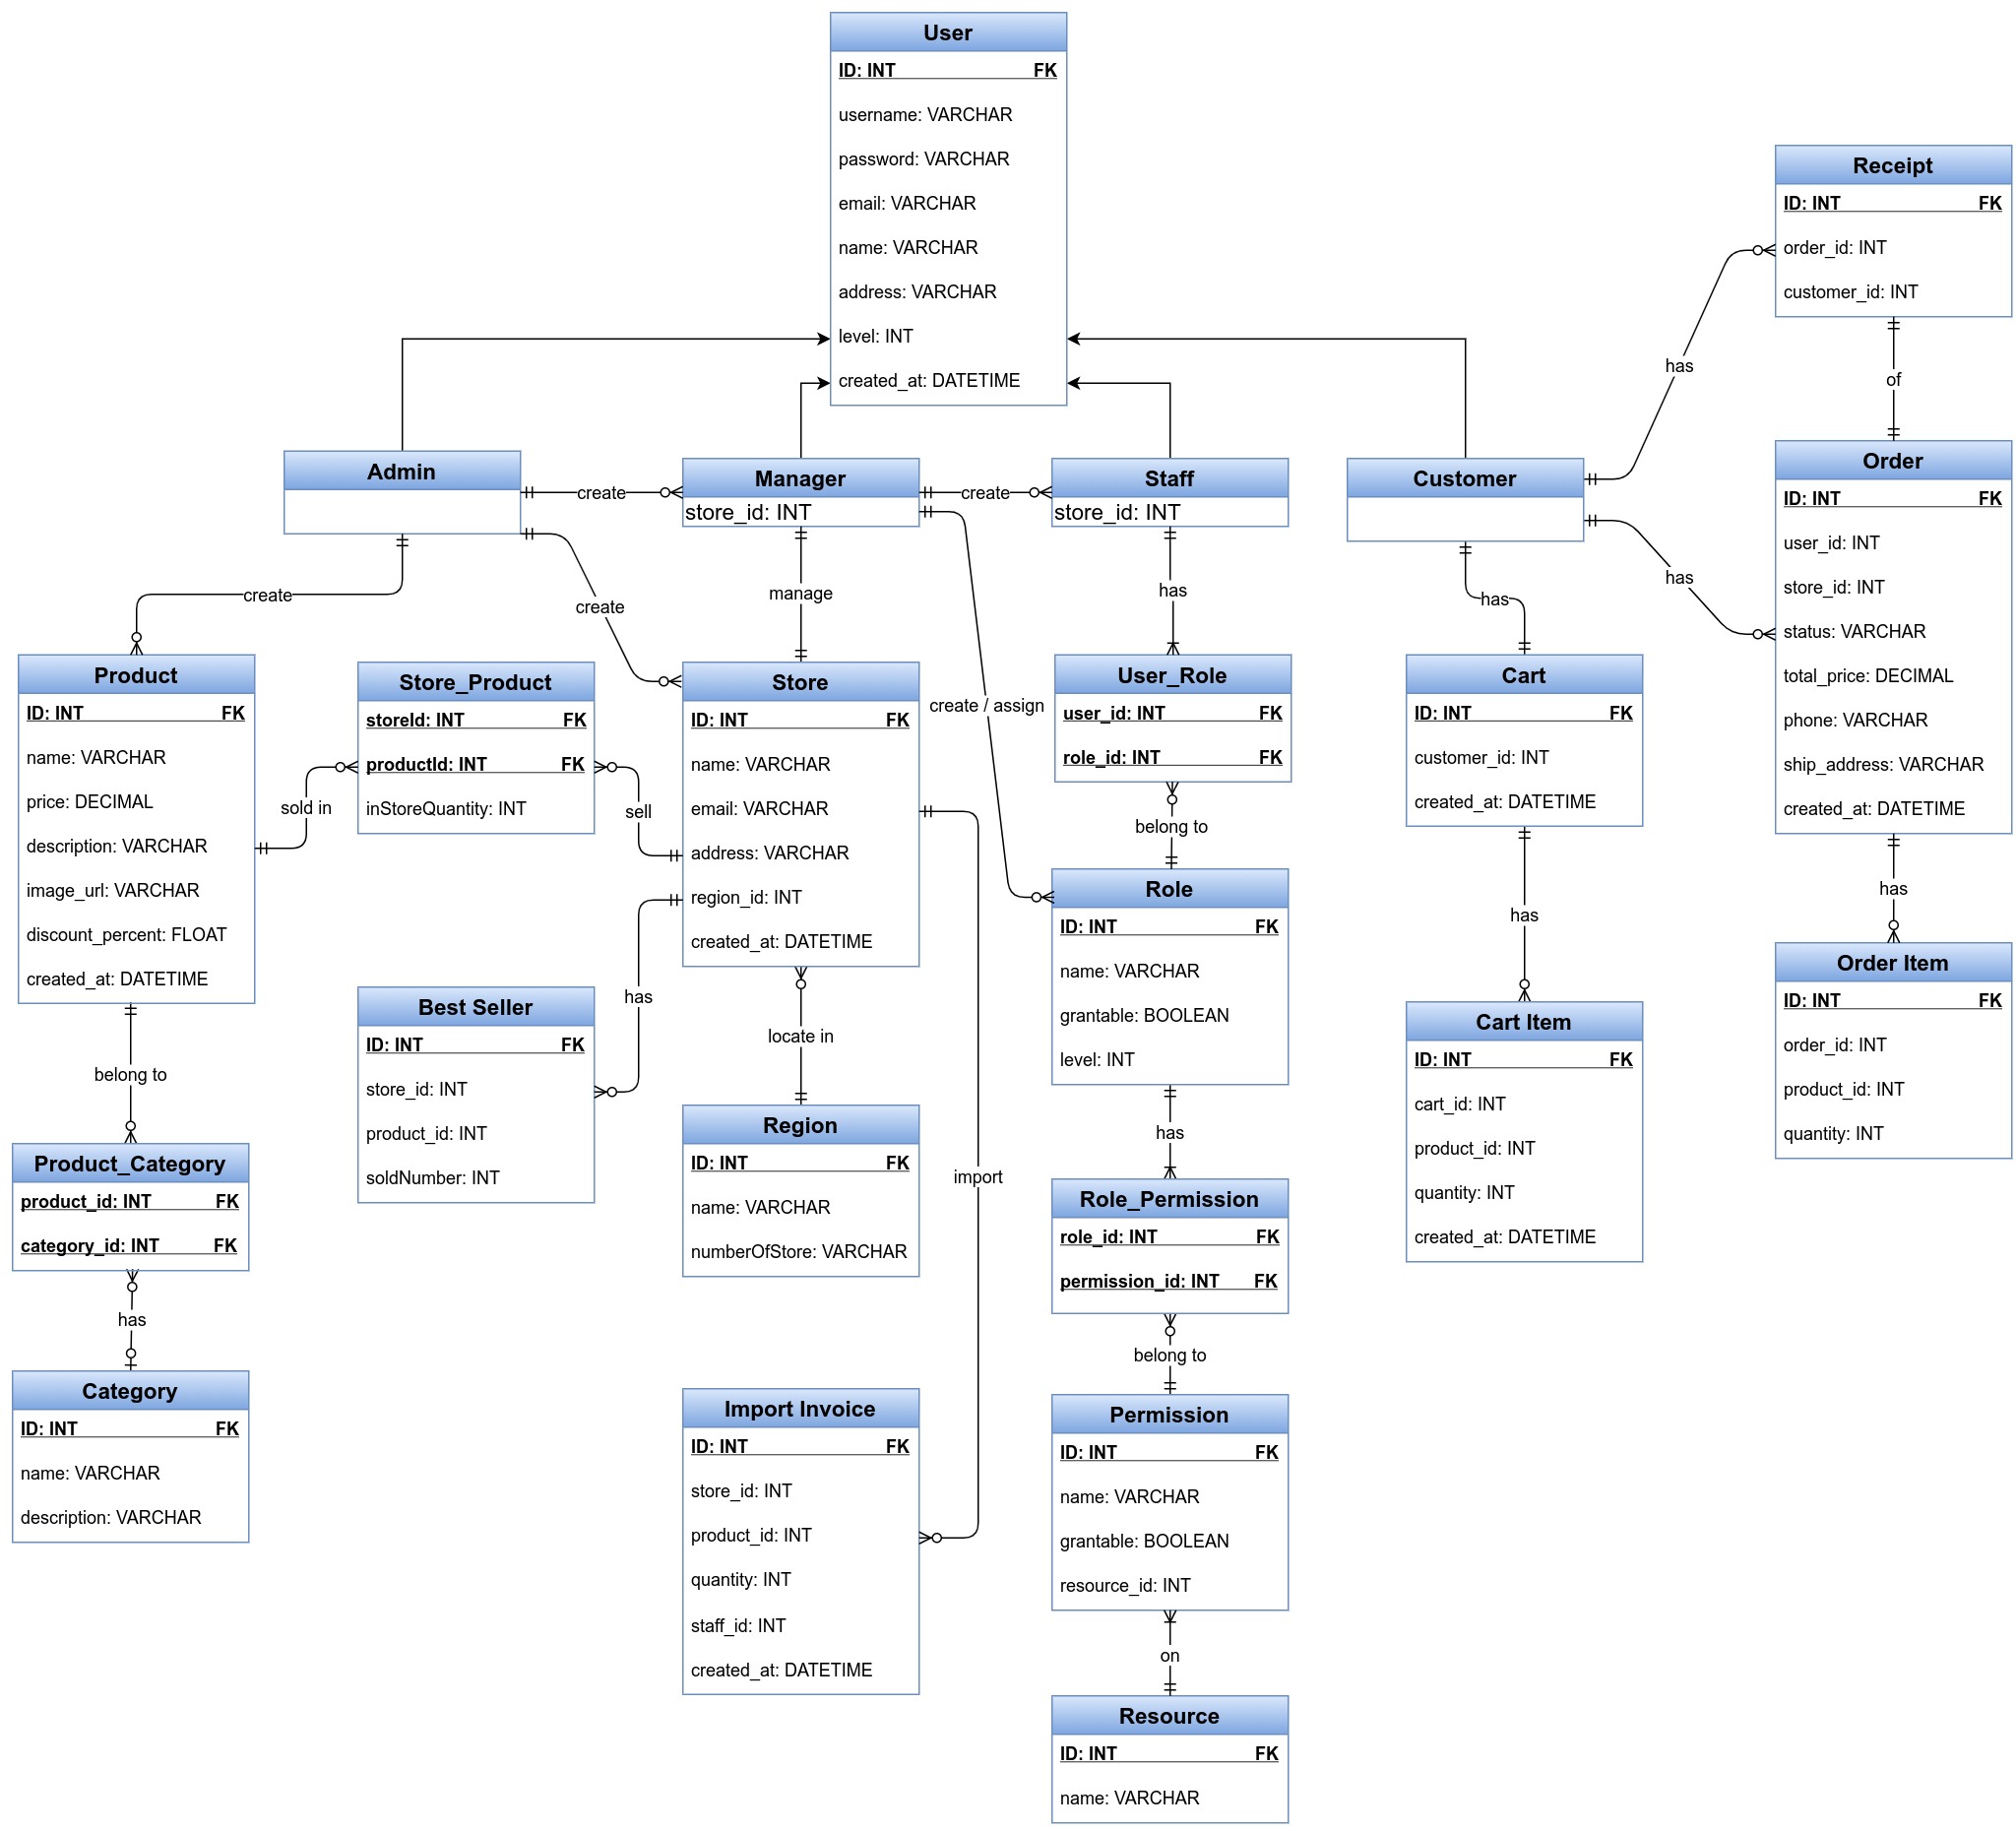 User
ID: INT FK
username: VARCHAR
password: VARCHAR
email: VARCHAR
name: VARCHAR
address: VARCHAR
level: INT
created_at: DATETIME
Receipt
ID: INT FK
order_id: INT
customer_id: INT
has
of
Admin
create
Manager
store_id: INT
create
Staff
store_id: INT
Customer
has
Order
ID: INT FK
user_id: INT
store_id: INT
status: VARCHAR
total_price: DECIMAL
phone: VARCHAR
ship_address: VARCHAR
created_at: DATETIME
create
create
manage
has
has
create / assign
Product
ID: INT FK
name: VARCHAR
price: DECIMAL
description: VARCHAR
image_url: VARCHAR
discount_percent: FLOAT
created_at: DATETIME
sold in
Store_Product
storeId: INT FK
productId: INT FK
inStoreQuantity: INT
sell
Store
ID: INT FK
name: VARCHAR
email: VARCHAR
address: VARCHAR
region_id: INT
created_at: DATETIME
User_Role
user_id: INT FK
role_id: INT FK
belong to
Cart
ID: INT FK
customer_id: INT
created_at: DATETIME
has
has
Role
ID: INT FK
name: VARCHAR
grantable: BOOLEAN
level: INT
has
Order Item
ID: INT FK
order_id: INT
product_id: INT
quantity: INT
Best Seller
ID: INT FK
store_id: INT
product_id: INT
soldNumber: INT
has
locate in
Cart Item
ID: INT FK
cart_id: INT
product_id: INT
quantity: INT
created_at: DATETIME
belong to
Region
ID: INT FK
name: VARCHAR
numberOfStore: VARCHAR
import
Product_Category
product_id: INT FK
category_id: INT FK
has
Role_Permission
role_id: INT FK
permission_id: INT FK
belong to
Category
ID: INT FK
name: VARCHAR
description: VARCHAR
Import Invoice
ID: INT FK
store_id: INT
product_id: INT
quantity: INT
staff_id: INT
created_at: DATETIME
Permission
ID: INT FK
name: VARCHAR
grantable: BOOLEAN
resource_id: INT
on
Resource
ID: INT FK
name: VARCHAR